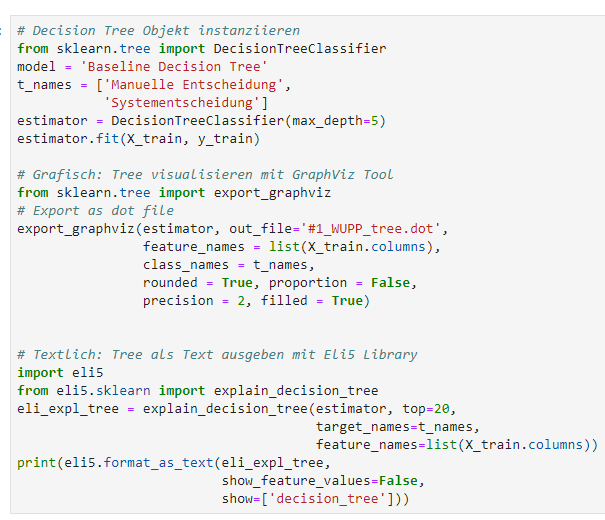 # Decision Tree Objekt instanziieren
from sklearn.tree import DecisionTreeClassifier
model = 'Baseline Decision Tree'
t_names = ['Manuelle Entscheidung',
           'Systementscheidung']
estimator = DecisionTreeClassifier(max_depth=5)
estimator.fit(X_train, y_train)

# Grafisch: Tree visualisieren mit GraphViz Tool
from sklearn.tree import export_graphviz
# Export as dot file
export_graphviz(estimator, out_file='#1_WUPP_tree.dot',
                feature_names = list(X_train.columns),
                class_names = t_names,
                rounded = True, proportion = False,
                precision = 2, filled = True)

# Textlich: Tree als Text ausgeben mit Eli5 Library
import eli5
from eli5.sklearn import explain_decision_tree
eli_expl_tree = explain_decision_tree(estimator, top=20,
                                      target_names=t_names,
                                      feature_names=list(X_train.columns))
print(eli5.format_as_text(eli_expl_tree,
                          show_feature_values=False,
                          show=['decision_tree']))